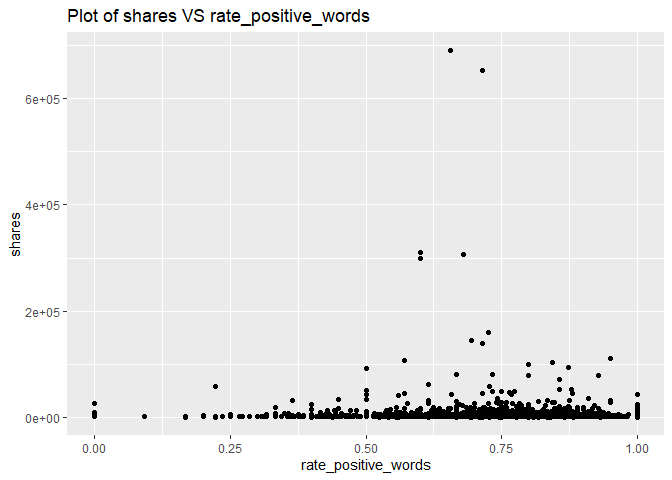 Plot of shares VS rate_positive_words
6e+05
4e+05
2e+05
0e+00
shares
0.00 0.25 0.50 0.75 1.00
rate_positive_words